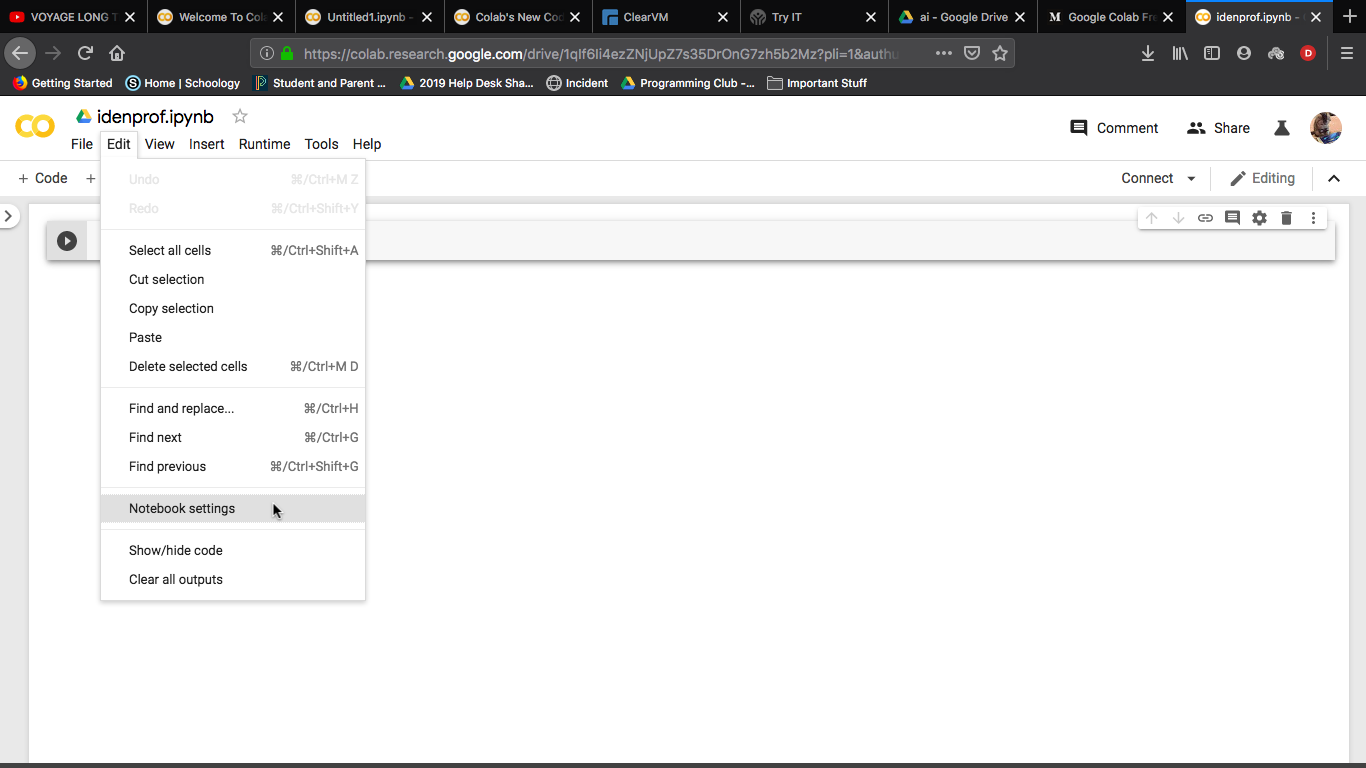 VOYAGE LONG T
Welcome To Col
Untitled1.ipynb -
Colab's New Co
ClearVM
Try IT
ai - Google Drive
M Google Colab Fre
idenprof.ipynb -
https://colab.research.google.com/drive/1qIf6Ii4ezZNjUpZ7s35DrOnG7zh5b2Mz?pli=1&authu
D
Getting Started
S Home | Schoology
P Student and Parent ...
2019 Help Desk Sha...
Incident
Programming Club -...
Important Stuff
idenprof.ipynb
Comment
Share
File Edit View Insert Runtime Tools Help
+ Code +
Connect
Editing
Undo ⌘/Ctrl+M Z
Redo ⌘/Ctrl+Shift+Y
Select all cells ⌘/Ctrl+Shift+A
Cut selection
Copy selection
Paste
Delete selected cells ⌘/Ctrl+M D
Find and replace... ⌘/Ctrl+H
Find next ⌘/Ctrl+G
Find previous ⌘/Ctrl+Shift+G
Notebook settings
Show/hide code
Clear all outputs